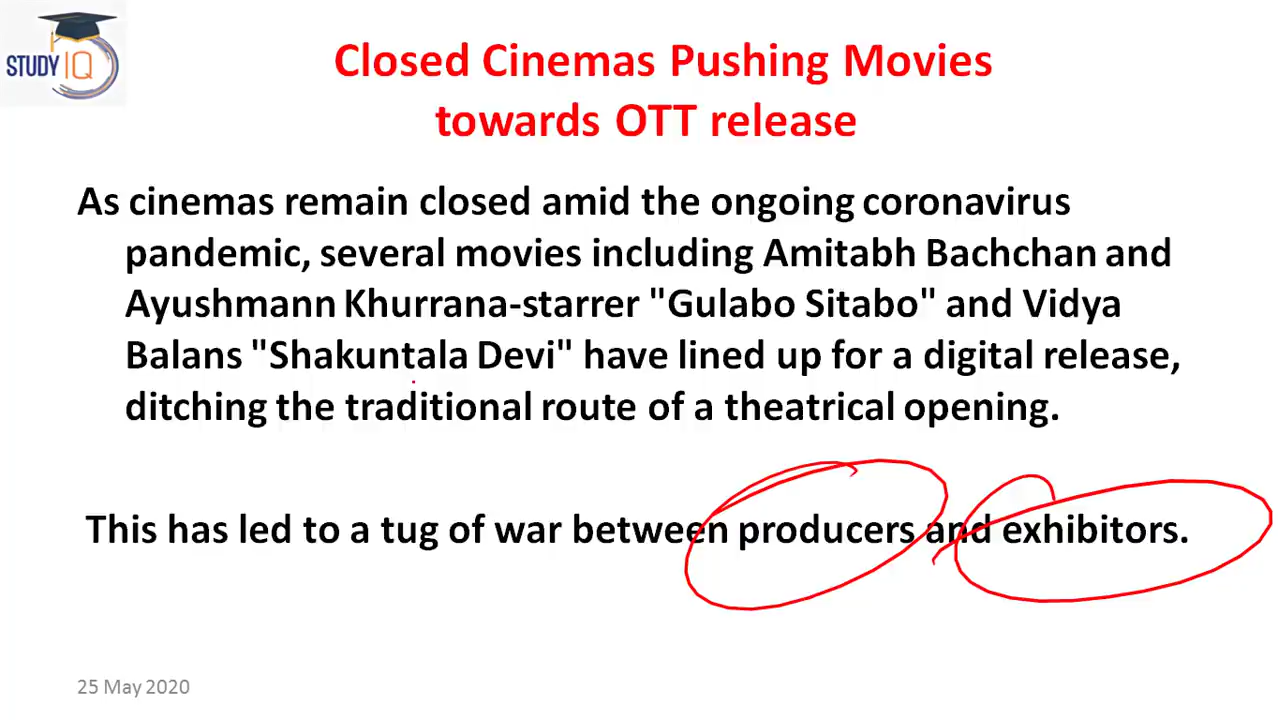 STUDY IQ
Closed Cinemas Pushing Movies
towards OTT release
As cinemas remain closed amid the ongoing coronavirus
pandemic, several movies including Amitabh Bachchan and
Ayushmann Khurrana-starrer "Gulabo Sitabo" and Vidya
Balans "Shakuntala Devi" have lined up for a digital release,
ditching the traditional route of a theatrical opening.
This has led to a tug of war between producers and exhibitors.
25 May 2020